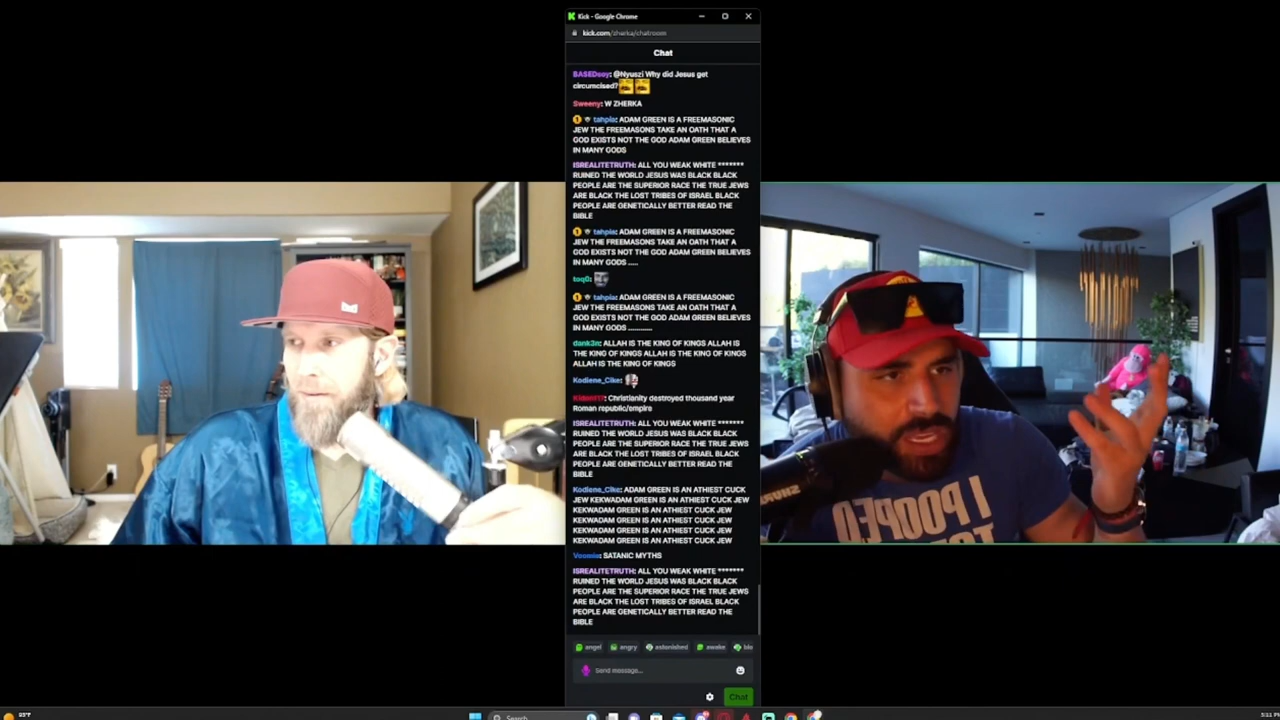 Kick - Google Chrome
kick.com/zherka/chatroom
Chat
BASEDsay: @Nyuszi Why did Jesus get
circumcised?
Sweeny: W ZHERKA
tahpla: ADAM GREEN IS A FREEMASONIC
JEW THE FREEMASONS TAKE AN OATH THAT A
GOD EXISTS NOT THE GOD ADAM GREEN BELIEVES
IN MANY GODS
ISREALITETRUTH: ALL YOU WEAK WHITE *******
RUINED THE WORLD JESUS WAS BLACK BLACK
PEOPLE ARE THE SUPERIOR RACE THE TRUE JEWS
ARE BLACK THE LOST TRIBES OF ISRAEL BLACK
PEOPLE ARE GENETICALLY BETTER READ THE
BIBLE
tahpla: ADAM GREEN IS A FREEMASONIC
JEW THE FREEMASONS TAKE AN OATH THAT A
GOD EXISTS NOT THE GOD ADAM GREEN BELIEVES
IN MANY GODS .....
toq0:
tahpla: ADAM GREEN IS A FREEMASONIC
JEW THE FREEMASONS TAKE AN OATH THAT A
GOD EXISTS NOT THE GOD ADAM GREEN BELIEVES
IN MANY GODS ............
dank3n: ALLAH IS THE KING OF KINGS ALLAH IS
THE KING OF KINGS ALLAH IS THE KING OF KINGS
ALLAH IS THE KING OF KINGS
Kodiene_Cike:
Christianity destroyed thousand year
Roman republic/empire
ISREALITETRUTH: ALL YOU WEAK WHITE *******
RUINED THE WORLD JESUS WAS BLACK BLACK
PEOPLE ARE THE SUPERIOR RACE THE TRUE JEWS
ARE BLACK THE LOST TRIBES OF ISRAEL BLACK
PEOPLE ARE GENETICALLY BETTER READ THE
BIBLE
Kodiene_Cike: ADAM GREEN IS AN ATHIEST CUCK
JEW KEKWADAM GREEN IS AN ATHIEST CUCK JEW
KEKWADAM GREEN IS AN ATHIEST CUCK JEW
KEKWADAM GREEN IS AN ATHIEST CUCK JEW
KEKWADAM GREEN IS AN ATHIEST CUCK JEW
KEKWADAM GREEN IS AN ATHIEST CUCK JEW
SATANIC MYTHS
ISREALITETRUTH: ALL YOU WEAK WHITE *******
RUINED THE WORLD JESUS WAS BLACK BLACK
PEOPLE ARE THE SUPERIOR RACE THE TRUE JEWS
ARE BLACK THE LOST TRIBES OF ISRAEL BLACK
PEOPLE ARE GENETICALLY BETTER READ THE
BIBLE
angel angry astonished awake
Send message...
Chat
I POOPED
Search